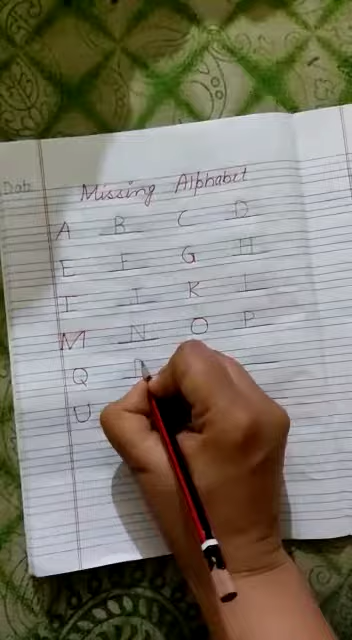 Date
Missing Alphabet
A B C D
E F G H
I J K L
M N O P
Q
U